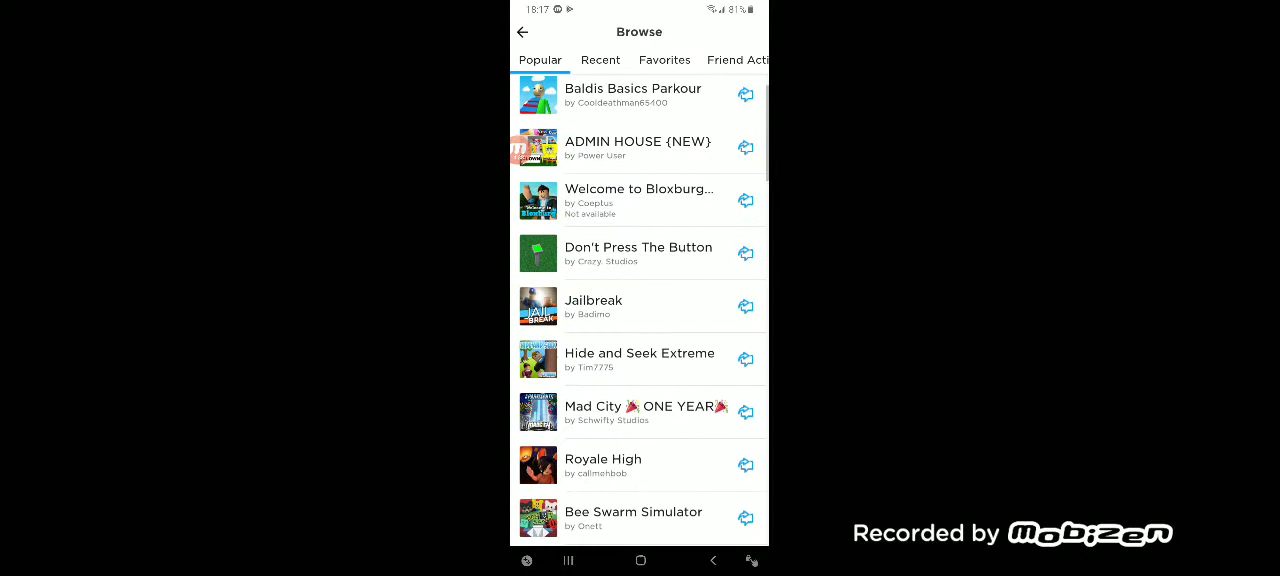 18:17
81%
Browse
Popular Recent Favorites Friend Acti
Baldis Basics Parkour
by Cooldeathman65400
ADMIN HOUSE {NEW}
by Power User
Welcome to Bloxburg...
by Coeptus
Not available
Don't Press The Button
by Crazy. Studios
Jailbreak
by Badimo
JAIL
BREAK
Hide and Seek Extreme
by Tim7775
Mad City 🎉 ONE YEAR🎉
by Schwifty Studios
Royale High
by callmehbob
Bee Swarm Simulator
by Onett
Recorded by mobizen